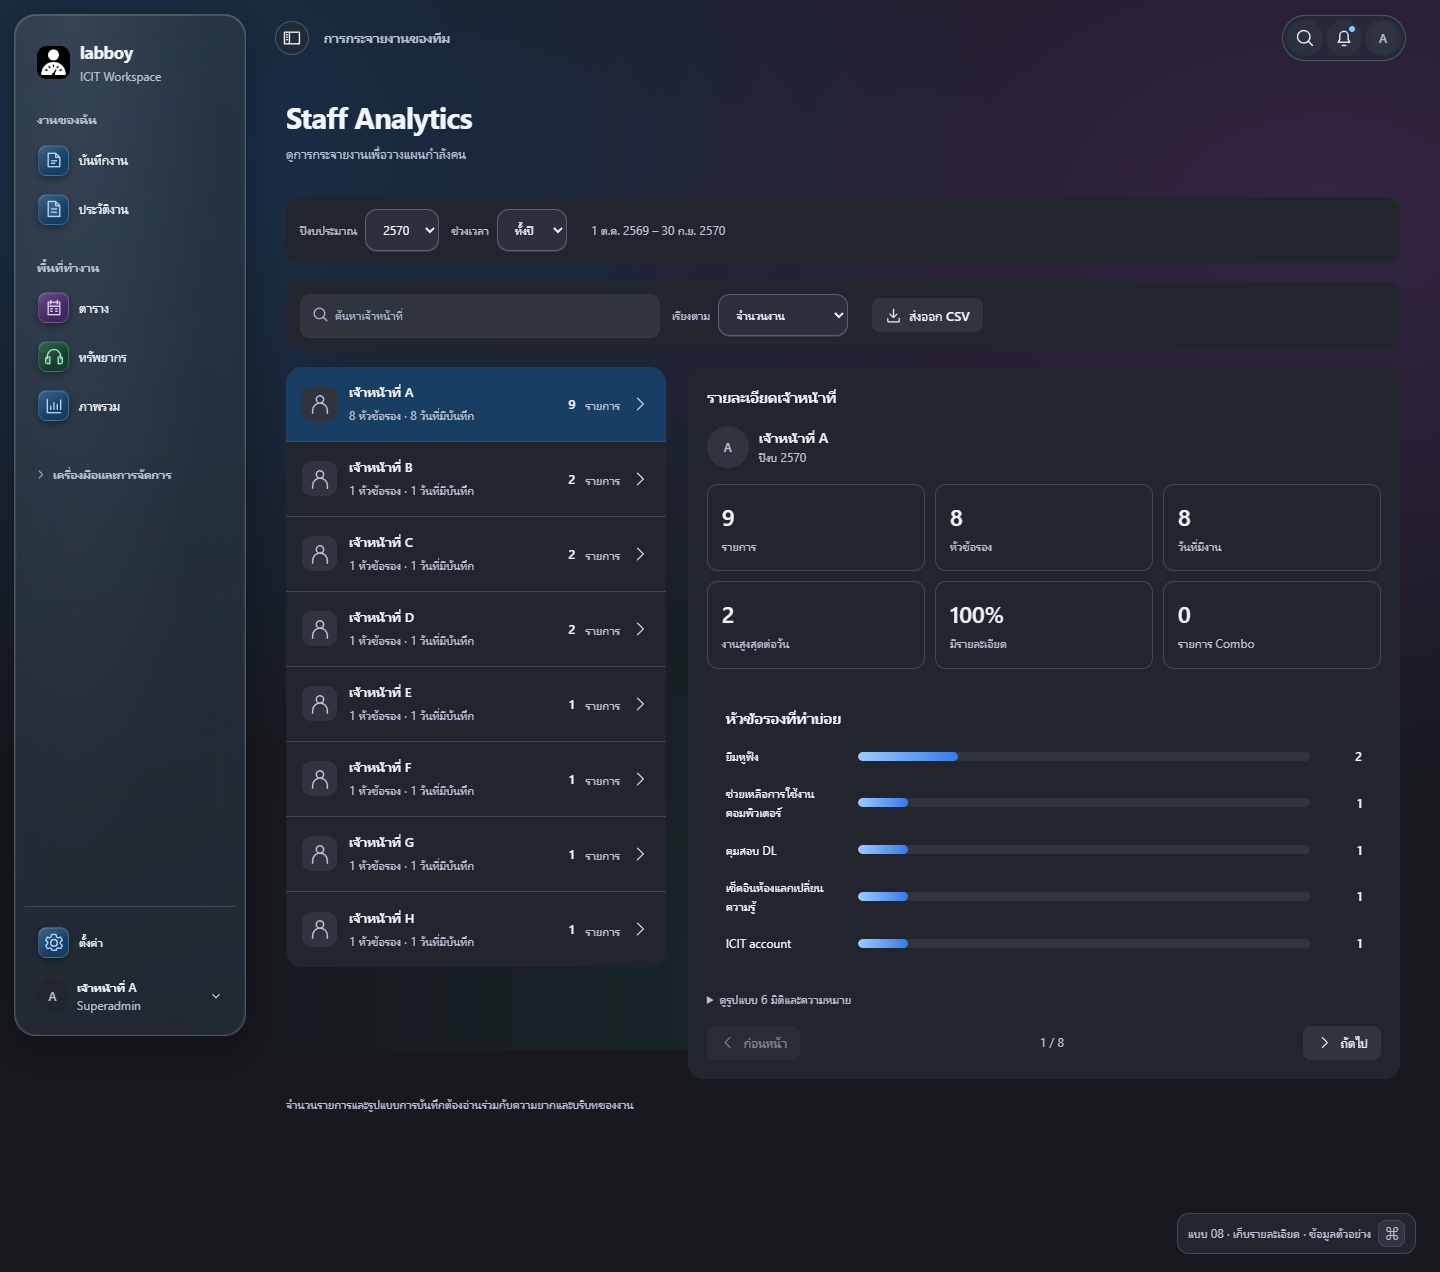 labboy
ICIT Workspace
งานของฉัน
บันทึกงาน
ประวัติงาน
พื้นที่ทำงาน
ตาราง
ทรัพยากร
ภาพรวม
เครื่องมือและการจัดการ
ตั้งค่า
A
เจ้าหน้าที่ A
Superadmin
การกระจายงานของทีม
A
Staff Analytics
ดูการกระจายงานเพื่อวางแผนกำลังคน
ปีงบประมาณ 2570 ช่วงเวลา ทั้งปี 1 ต.ค. 2569 – 30 ก.ย. 2570
ค้นหาเจ้าหน้าที่ เรียงตาม จำนวนงาน ส่งออก CSV
เจ้าหน้าที่ A
8 หัวข้อรอง · 8 วันที่มีบันทึก
9 รายการ
เจ้าหน้าที่ B
1 หัวข้อรอง · 1 วันที่มีบันทึก
2 รายการ
เจ้าหน้าที่ C
1 หัวข้อรอง · 1 วันที่มีบันทึก
2 รายการ
เจ้าหน้าที่ D
1 หัวข้อรอง · 1 วันที่มีบันทึก
2 รายการ
เจ้าหน้าที่ E
1 หัวข้อรอง · 1 วันที่มีบันทึก
1 รายการ
เจ้าหน้าที่ F
1 หัวข้อรอง · 1 วันที่มีบันทึก
1 รายการ
เจ้าหน้าที่ G
1 หัวข้อรอง · 1 วันที่มีบันทึก
1 รายการ
เจ้าหน้าที่ H
1 หัวข้อรอง · 1 วันที่มีบันทึก
1 รายการ
รายละเอียดเจ้าหน้าที่
A
เจ้าหน้าที่ A
ปีงบ 2570
9
รายการ
8
หัวข้อรอง
8
วันที่มีงาน
2
งานสูงสุดต่อวัน
100%
มีรายละเอียด
0
รายการ Combo
หัวข้อรองที่ทำบ่อย
ยืมหูฟัง 2
ช่วยเหลือการใช้งาน
คอมพิวเตอร์ 1
คุมสอบ DL 1
เช็คอินห้องแลกเปลี่ยน
ความรู้ 1
ICIT account 1
ดูรูปแบบ 6 มิติและความหมาย
ก่อนหน้า 1 / 8 ถัดไป
จำนวนรายการและรูปแบบการบันทึกต้องอ่านร่วมกับความยากและบริบทของงาน
แบบ 08 · เก็บรายละเอียด · ข้อมูลตัวอย่าง ⌘